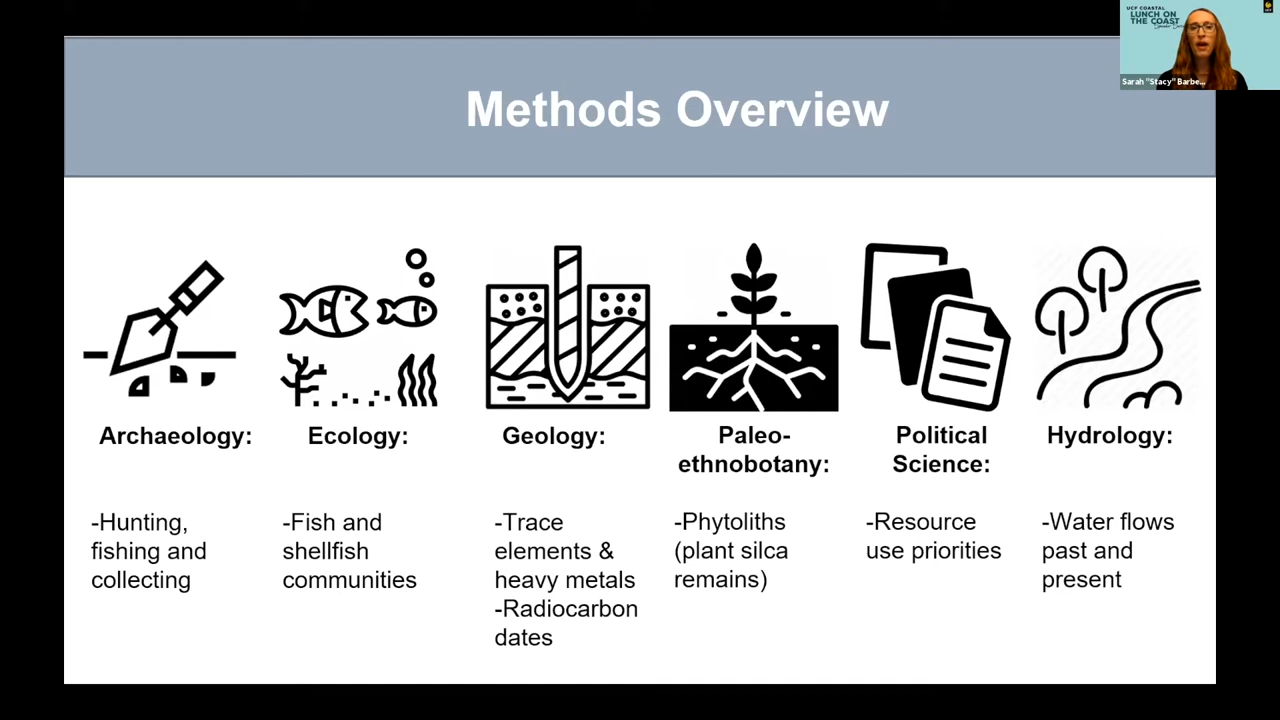 UCF COASTAL
LUNCH ON
THE COAST
Sarah "Stacy" Barbe...
UCF
Methods Overview
Archaeology:
-Hunting,
fishing and
collecting
Ecology:
-Fish and
shellfish
communities
Geology:
-Trace
elements &
heavy metals
-Radiocarbon
dates
Paleo-
ethnobotany:
-Phytoliths
(plant silca
remains)
Political
Science:
-Resource
use priorities
Hydrology:
-Water flows
past and
present